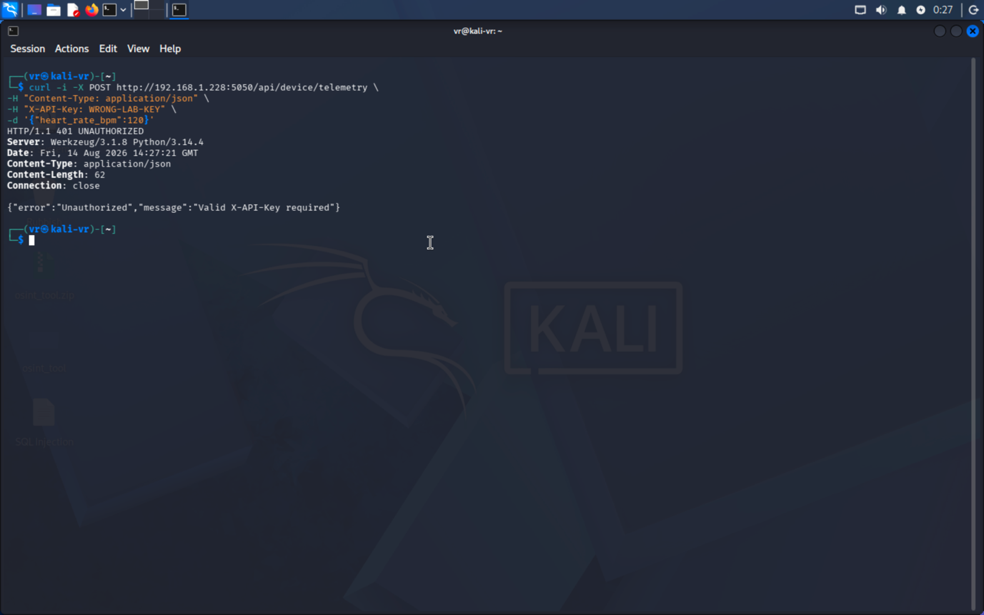 0:27
vr@kali-vr: ~
Session Actions Edit View Help
┌──(vr㉿kali-vr)-[~]
└─$ curl -i -X POST http://192.168.1.228:5050/api/device/telemetry \
-H "Content-Type: application/json" \
-H "X-API-Key: WRONG-LAB-KEY" \
-d '{"heart_rate_bpm":120}'
HTTP/1.1 401 UNAUTHORIZED
Server: Werkzeug/3.1.8 Python/3.14.4
Date: Fri, 14 Aug 2026 14:27:21 GMT
Content-Type: application/json
Content-Length: 62
Connection: close
{"error":"Unauthorized","message":"Valid X-API-Key required"}
┌──(vr㉿kali-vr)-[~]
└─$
KALI